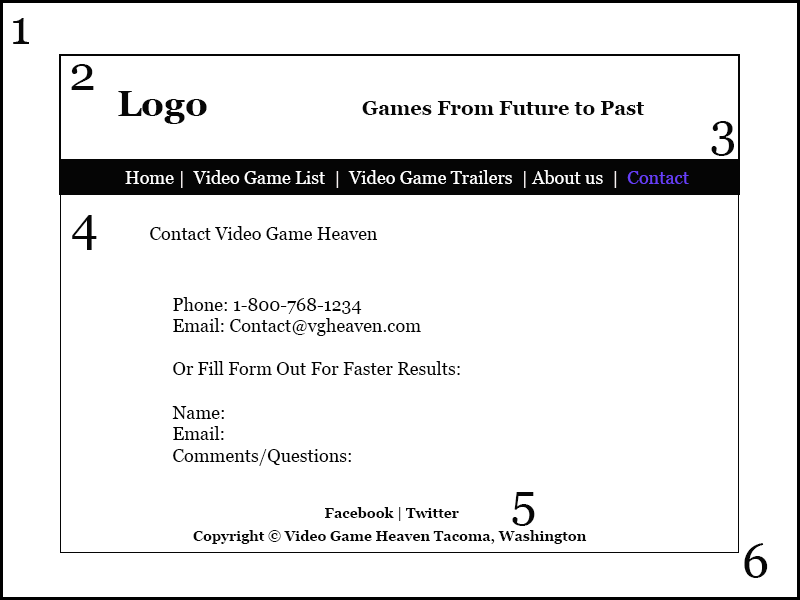 1
2
Logo
Games From Future to Past
3
Home | Video Game List | Video Game Trailers | About us | Contact
4
Contact Video Game Heaven
Phone: 1-800-768-1234
Email: Contact@vgheaven.com
Or Fill Form Out For Faster Results:
Name:
Email:
Comments/Questions:
Facebook | Twitter
5
Copyright © Video Game Heaven Tacoma, Washington
6